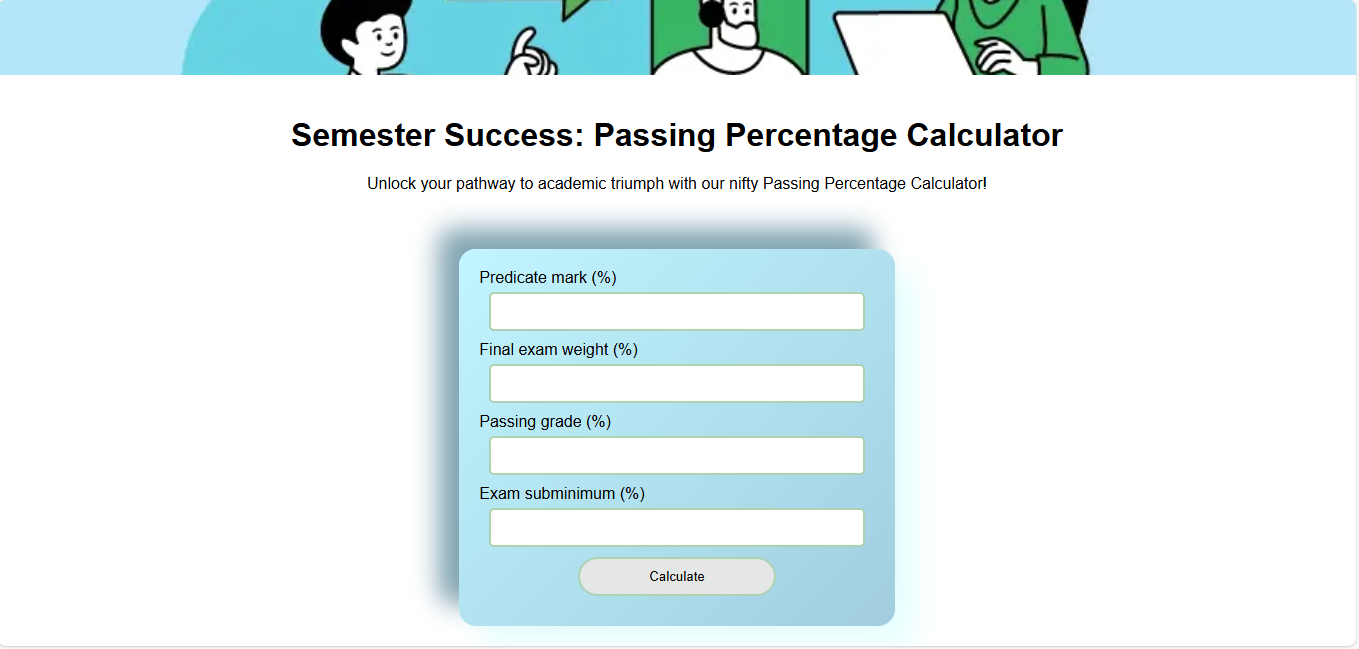 Semester Success: Passing Percentage Calculator
Unlock your pathway to academic triumph with our nifty Passing Percentage Calculator!
Predicate mark (%)
Final exam weight (%)
Passing grade (%)
Exam subminimum (%)
Calculate